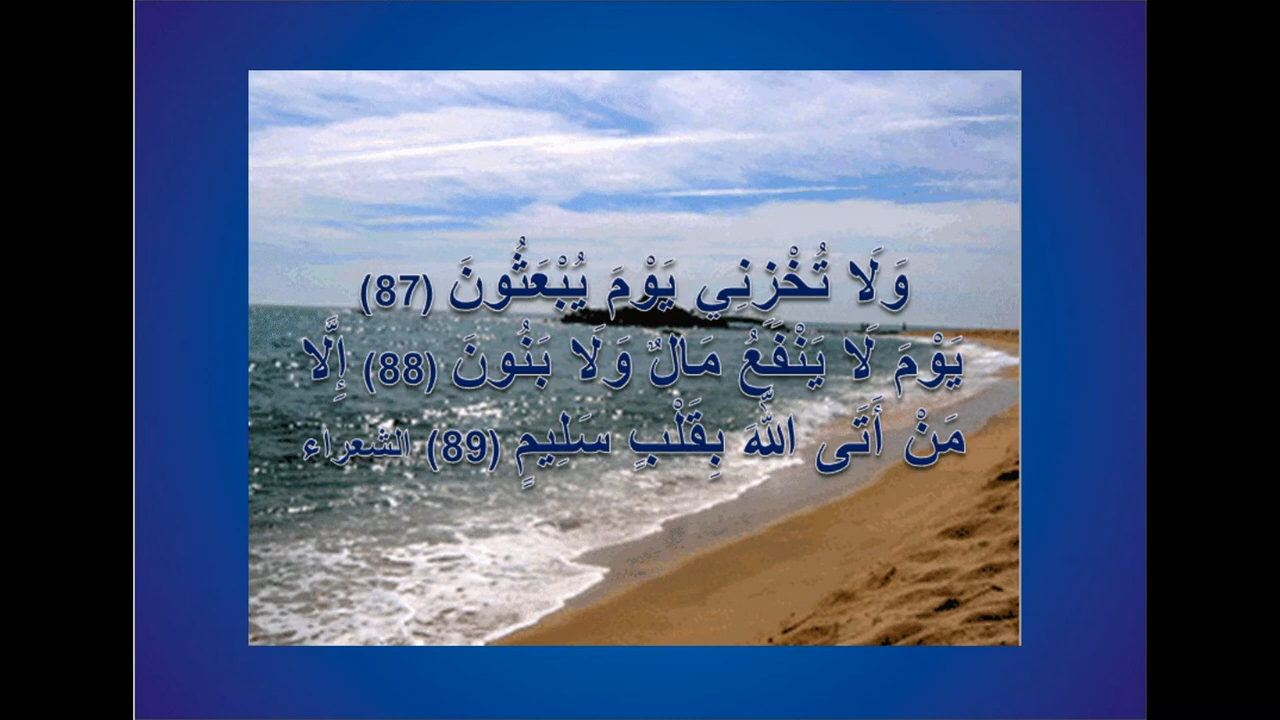 وَلَا تُخْزِنِي يَوْمَ يُبْعَثُونَ (87)
يَوْمَ لَا يَنْفَعُ مَالٌ وَلَا بَنُونَ (88) إِلَّا
مَنْ أَتَى اللَّهَ بِقَلْبٍ سَلِيمٍ (89) الشعراء